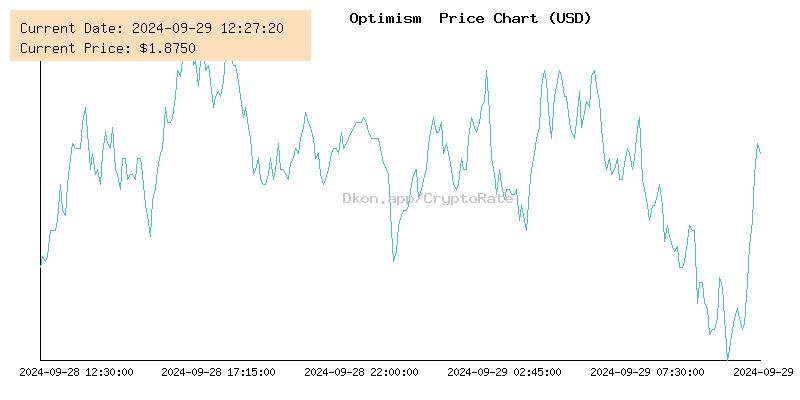 Optimism  Price Chart (USD)
Current Date: 2024-09-29 12:27:20
Current Price: $1.8750
Dkon.app/CryptoRate
2024-09-28 12:30:00 2024-09-28 17:15:00 2024-09-28 22:00:00 2024-09-29 02:45:00 2024-09-29 07:30:00 2024-09-29